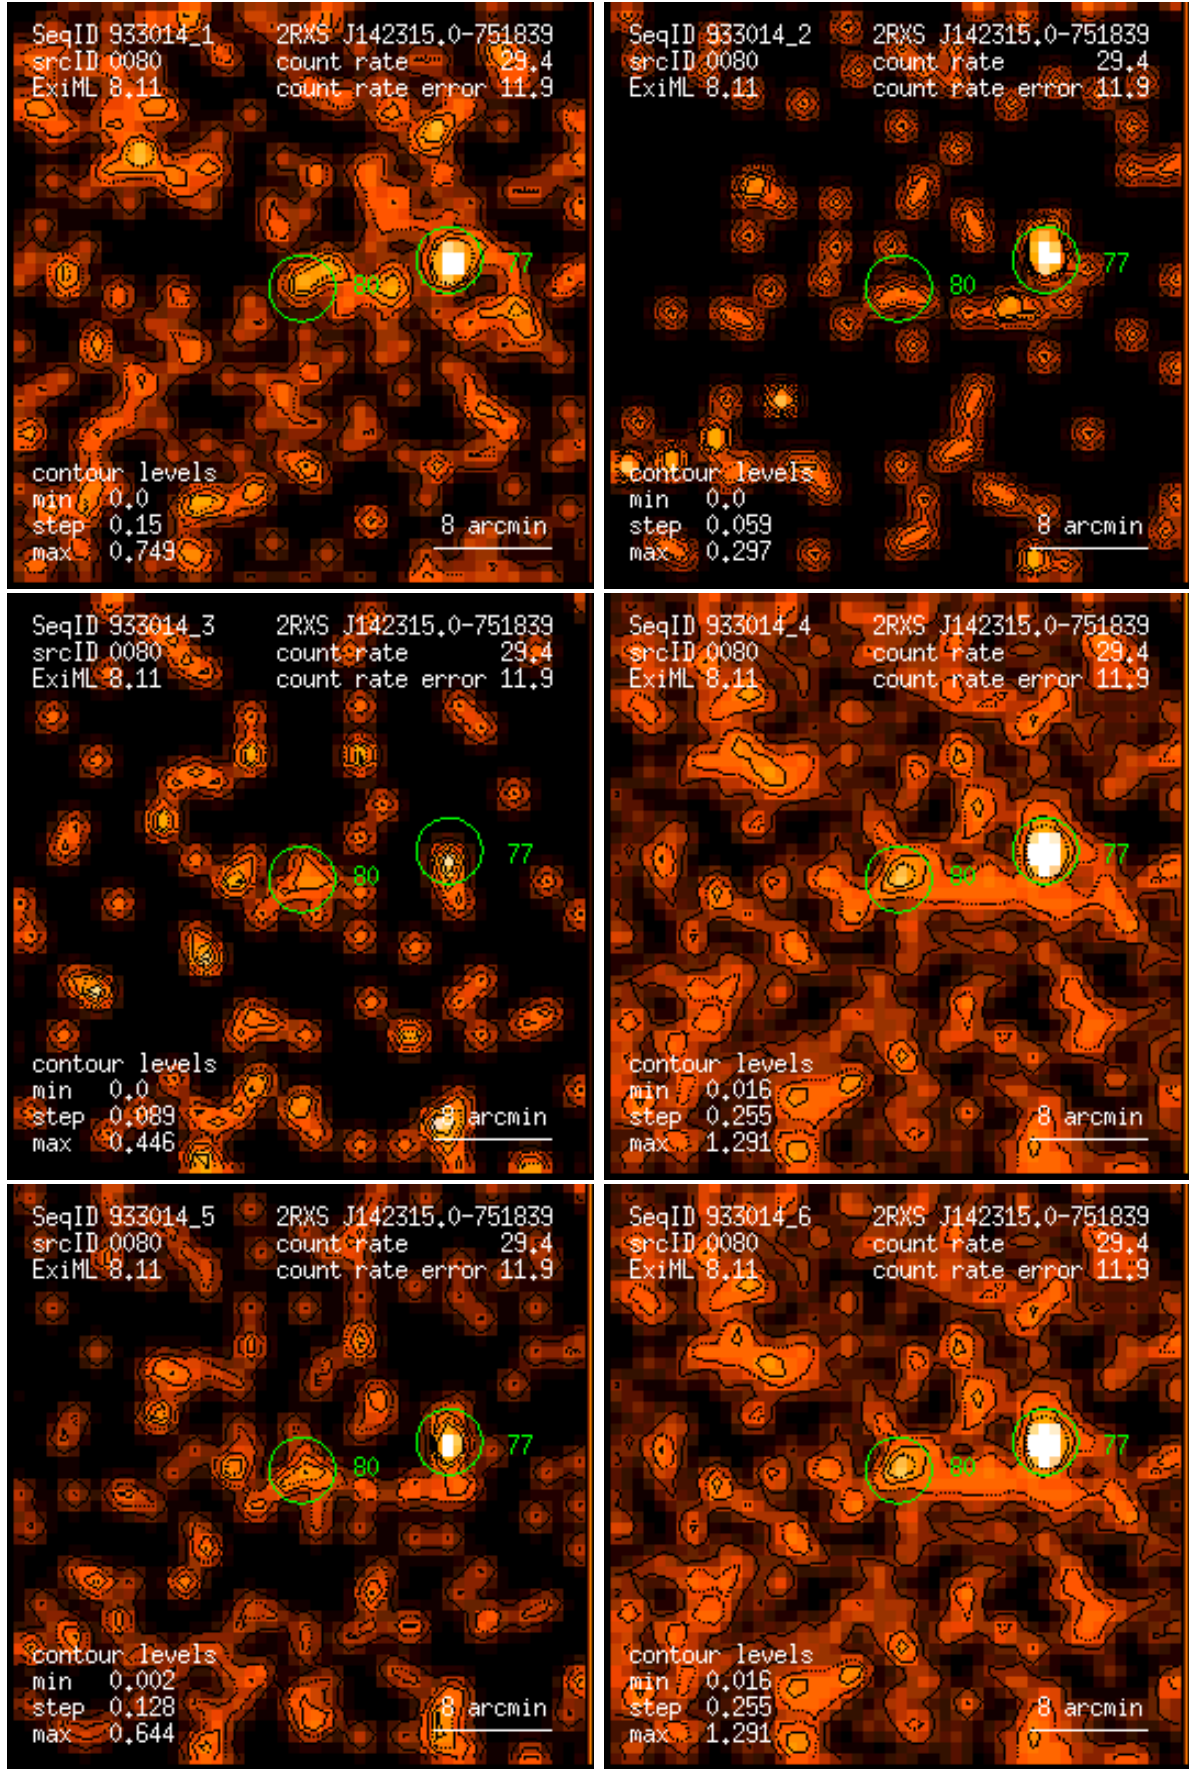 SeqID 933014_1 2RXS J142315.0-751839
srcID 0080 count rate 29.4
ExiML 8.11 count rate error 11.9
77
80
contour levels
min 0.0
step 0.15 8 arcmin
max 0.749
SeqID 933014_2 2RXS J142315.0-751839
srcID 0080 count rate 29.4
ExiML 8.11 count rate error 11.9
77
80
contour levels
min 0.0
step 0.059 8 arcmin
max 0.297
SeqID 933014_3 2RXS J142315.0-751839
srcID 0080 count rate 29.4
ExiML 8.11 count rate error 11.9
77
80
contour levels
min 0.0
step 0.089 8 arcmin
max 0.446
SeqID 933014_4 2RXS J142315.0-751839
srcID 0080 count rate 29.4
ExiML 8.11 count rate error 11.9
77
80
contour levels
min 0.016
step 0.255 8 arcmin
max 1.291
SeqID 933014_5 2RXS J142315.0-751839
srcID 0080 count rate 29.4
ExiML 8.11 count rate error 11.9
77
80
contour levels
min 0.002
step 0.128 8 arcmin
max 0.644
SeqID 933014_6 2RXS J142315.0-751839
srcID 0080 count rate 29.4
ExiML 8.11 count rate error 11.9
77
80
contour levels
min 0.016
step 0.255 8 arcmin
max 1.291